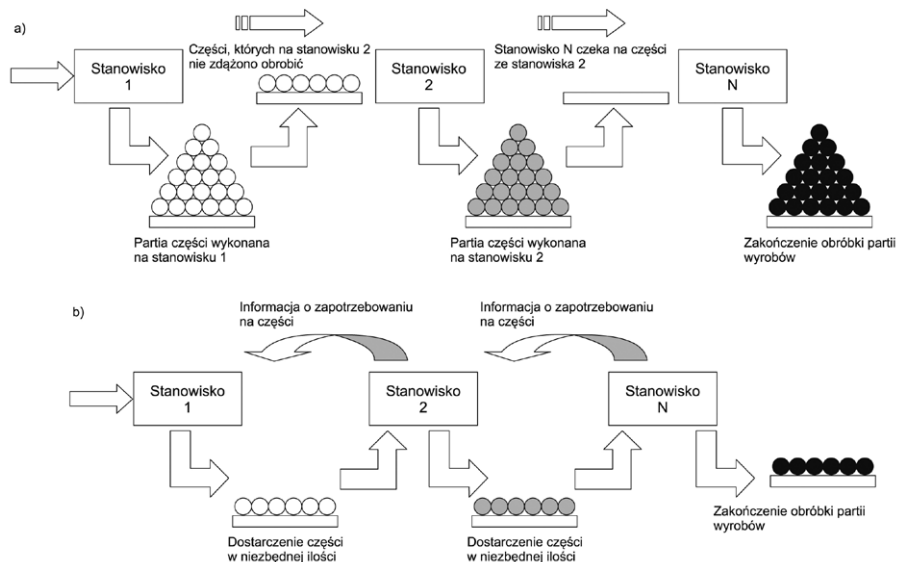 a)
Stanowisko
1
Części, których na stanowisku 2
nie zdążono obrobić
Stanowisko
2
Stanowisko N czeka na części
ze stanowiska 2
Stanowisko
N
Partia części wykonana
na stanowisku 1
Partia części wykonana
na stanowisku 2
Zakończenie obróbki partii
wyrobów
b)
Informacja o zapotrzebowaniu
na części
Informacja o zapotrzebowaniu
na części
Stanowisko
1
Stanowisko
2
Stanowisko
N
Dostarczenie części
w niezbędnej ilości
Dostarczenie części
w niezbędnej ilości
Zakończenie obróbki partii
wyrobów